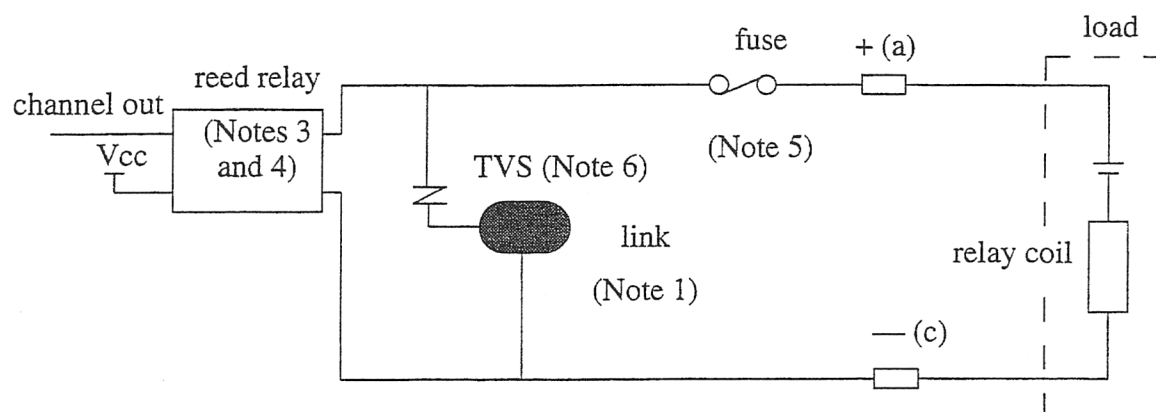 load
fuse
+ (a)
reed relay
channel out
(Notes 3
and 4)
Vcc
(Note 5)
TVS (Note 6)
link
(Note 1)
relay coil
— (c)